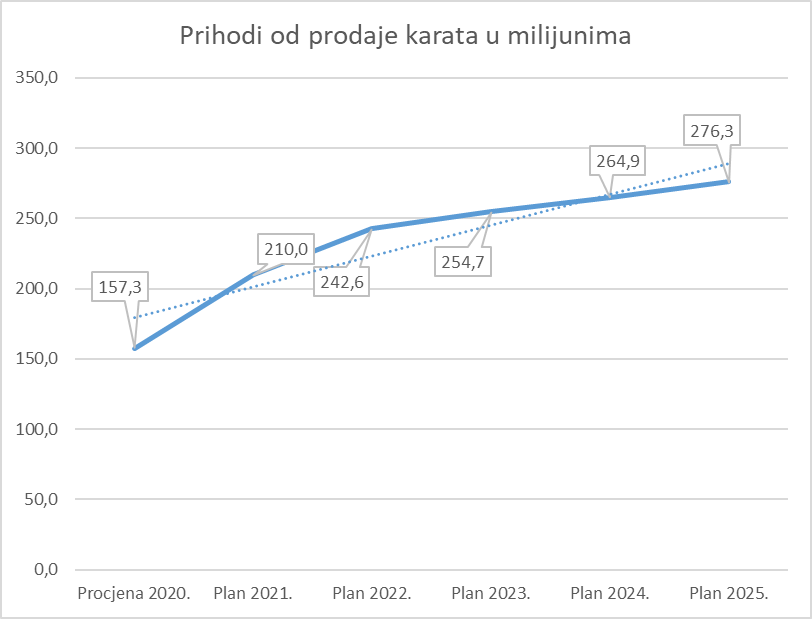 Prihodi od prodaje karata u milijunima
350,0
300,0
250,0
200,0
150,0
100,0
50,0
0,0
157,3
210,0
242,6
254,7
264,9
276,3
Procjena 2020.
Plan 2021.
Plan 2022.
Plan 2023.
Plan 2024.
Plan 2025.